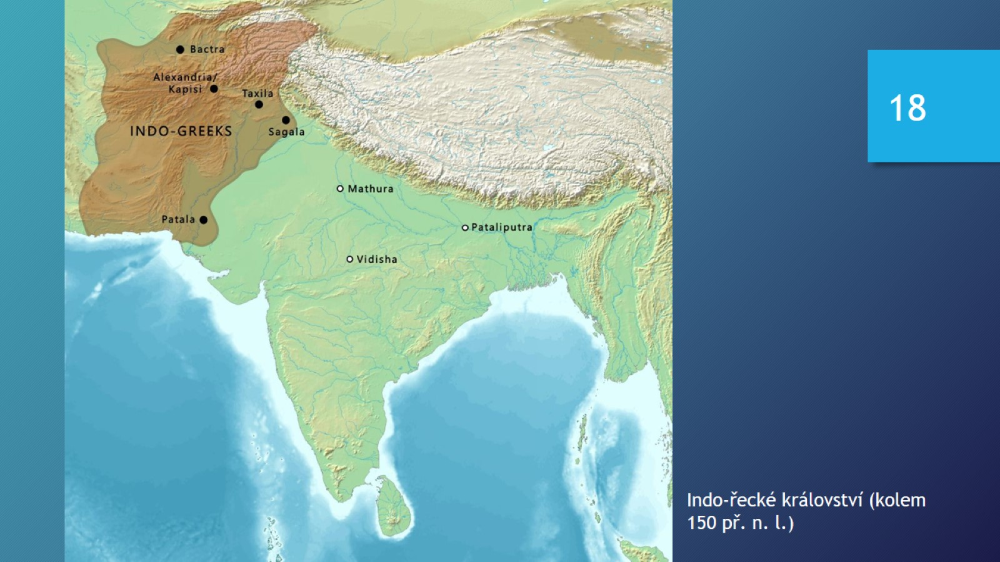 Bactra
Alexandria/
Kapisi
Taxila
INDO-GREEKS
Sagala
Mathura
Patala
Pataliputra
Vidisha
18
Indo-řecké království (kolem
150 př. n. l.)